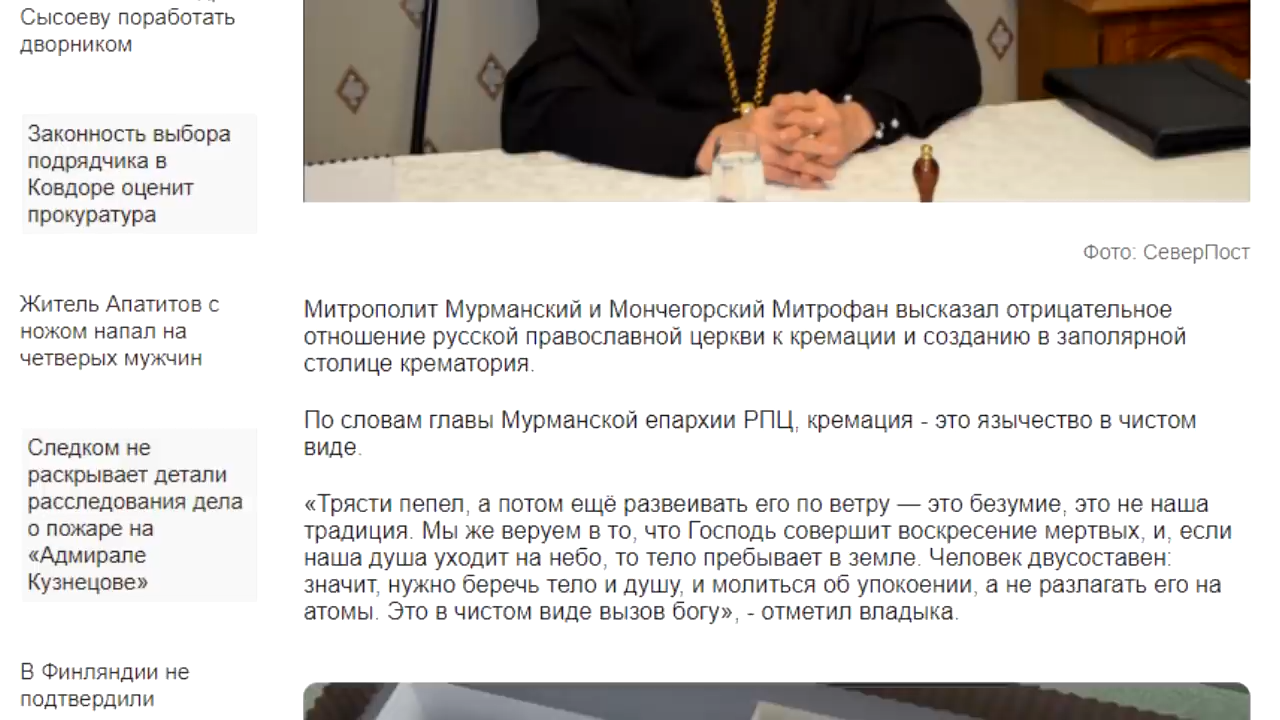 Сысоеву поработать
дворником
Законность выбора
подрядчика в
Ковдоре оценит
прокуратура
Житель Апатитов с
ножом напал на
четверых мужчин
Следком не
раскрывает детали
расследования дела
о пожаре на
«Адмирале
Кузнецове»
В Финляндии не
подтвердили
Фото: СеверПост
Митрополит Мурманский и Мончегорский Митрофан высказал отрицательное
отношение русской православной церкви к кремации и созданию в заполярной
столице крематория.
По словам главы Мурманской епархии РПЦ, кремация - это язычество в чистом
виде.
«Трясти пепел, а потом ещё развеивать его по ветру — это безумие, это не наша
традиция. Мы же веруем в то, что Господь совершит воскресение мертвых, и, если
наша душа уходит на небо, то тело пребывает в земле. Человек двусоставен:
значит, нужно беречь тело и душу, и молиться об упокоении, а не разлагать его на
атомы. Это в чистом виде вызов богу», - отметил владыка.